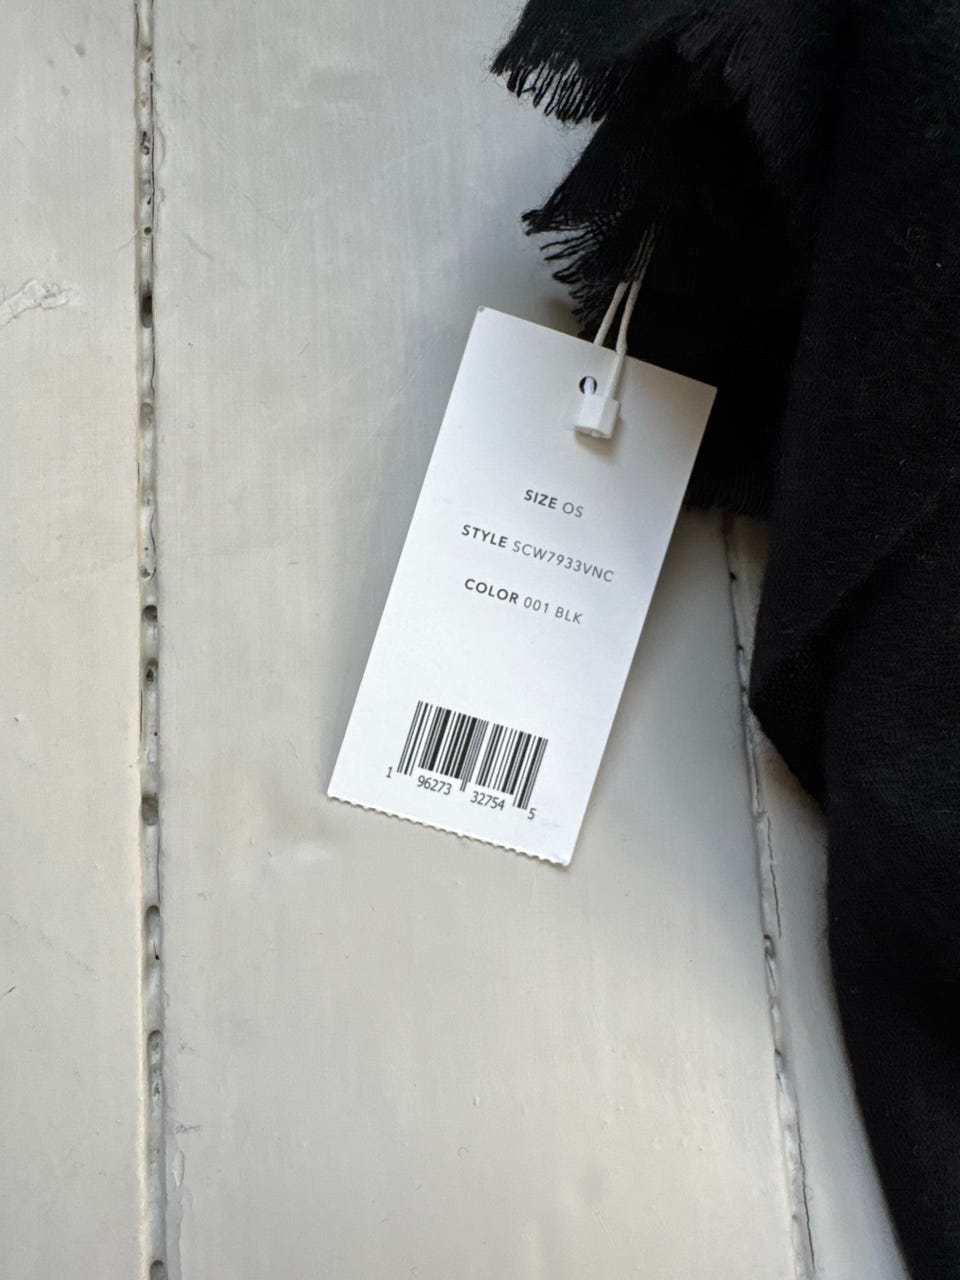 SIZE OS
STYLE SCW7933VNC
COLOR 001 BLK
1 96273 32754 5